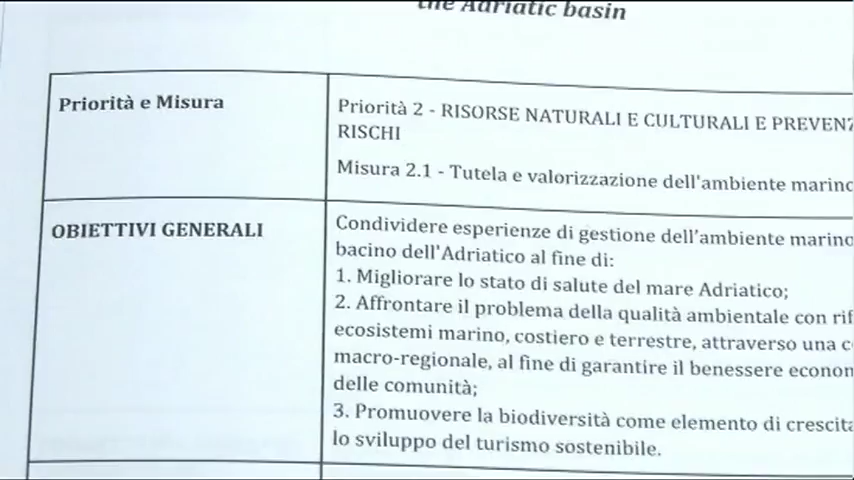 the Adriatic basin
Priorità e Misura
Priorità 2 - RISORSE NATURALI E CULTURALI E
RISCHI
Misura 2.1 - Tutela e valorizzazione dell'ambiente marino
OBIETTIVI GENERALI
Condividere esperienze di gestione dell'ambiente marino
bacino dell'Adriatico al fine di:
1. Migliorare lo stato di salute del mare Adriatico;
2. Affrontare il problema della qualità ambientale con
ecosistemi marino, costiero e terrestre, attraverso una
macro-regionale, al fine di garantire il benessere
delle comunità;
3. Promuovere la biodiversità come elemento di crescita
lo sviluppo del turismo sostenibile.